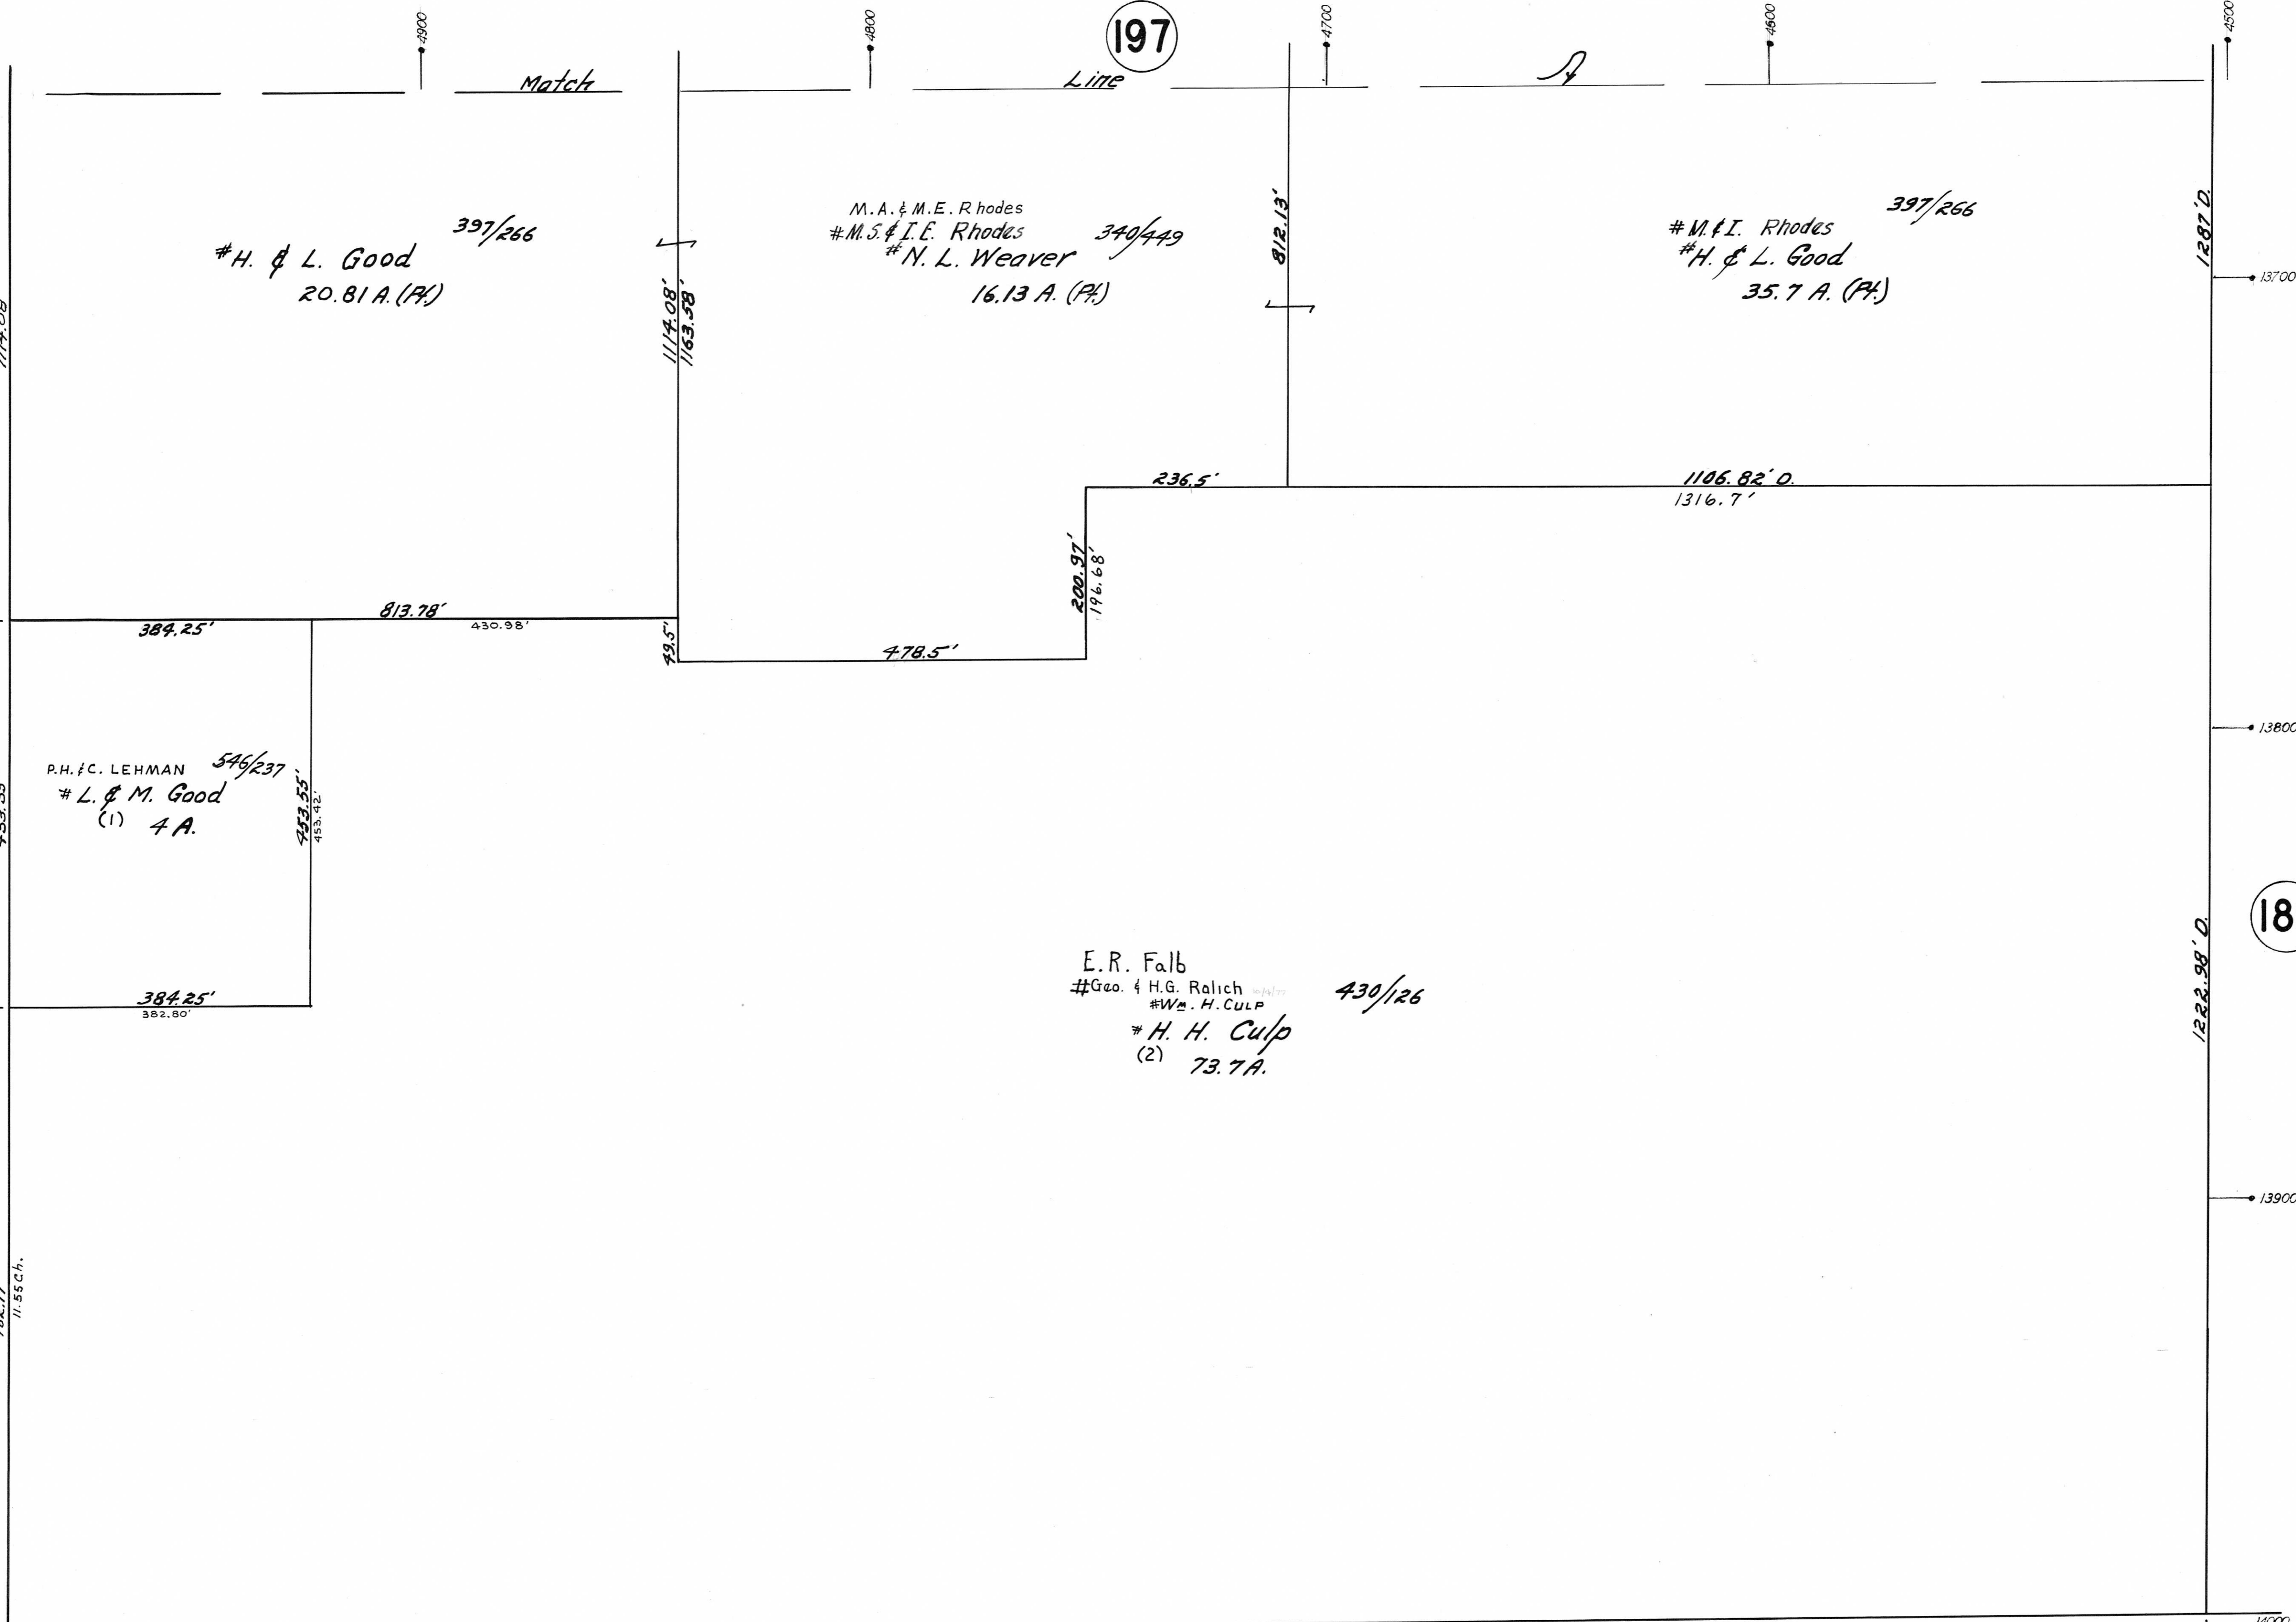 4900
4800
197
4700
4600
4500
Match
Line
A
397/266
#H. & L. Good
20.81 A. (Pt.)
1114.08'
1163.58'
M.A. & M.E. Rhodes
#M.S. & I.E. Rhodes
340/449
#N. L. Weaver
16.13 A. (Pt.)
812.13'
397/266
#M. & I. Rhodes
#H. & L. Good
35.7 A. (Pt.)
1287' D.
13700
236.5'
1106.82' D.
1316.7'
200.97'
196.68'
813.78'
384.25'
430.98'
49.5'
478.5'
13800
P.H. & C. LEHMAN
546/237
#L. & M. Good
(1) 4 A.
453.55'
453.42'
18
E.R. Falb
#Geo. & H.G. Ralich
430/126
#Wm. H. CULP
#H. H. Culp
(2)
73.7 A.
1222.98' D.
384.25'
382.80'
13900
11.55 Ch.